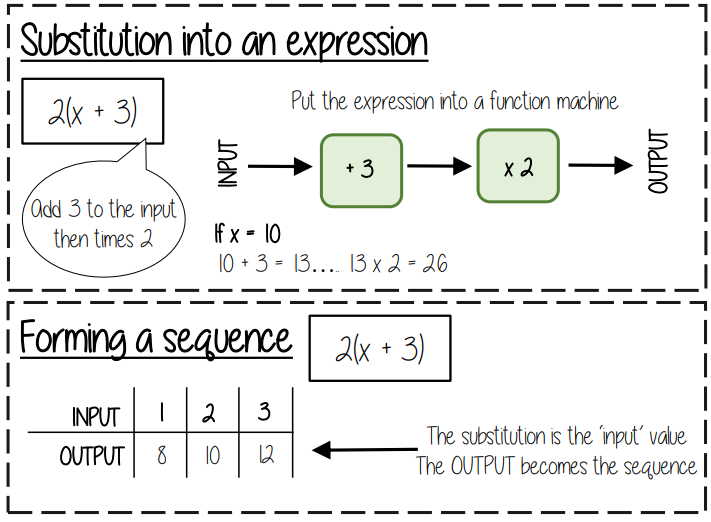 Substitution into an expression
2(x + 3)
Put the expression into a function machine
INPUT
+ 3
x 2
OUTPUT
Add 3 to the input
then times 2
If x = 10
10 + 3 = 13..... 13 x 2 = 26
Forming a sequence
2(x + 3)
INPUT 1 2 3
OUTPUT 8 10 12
The substitution is the ‘input’ value
The OUTPUT becomes the sequence